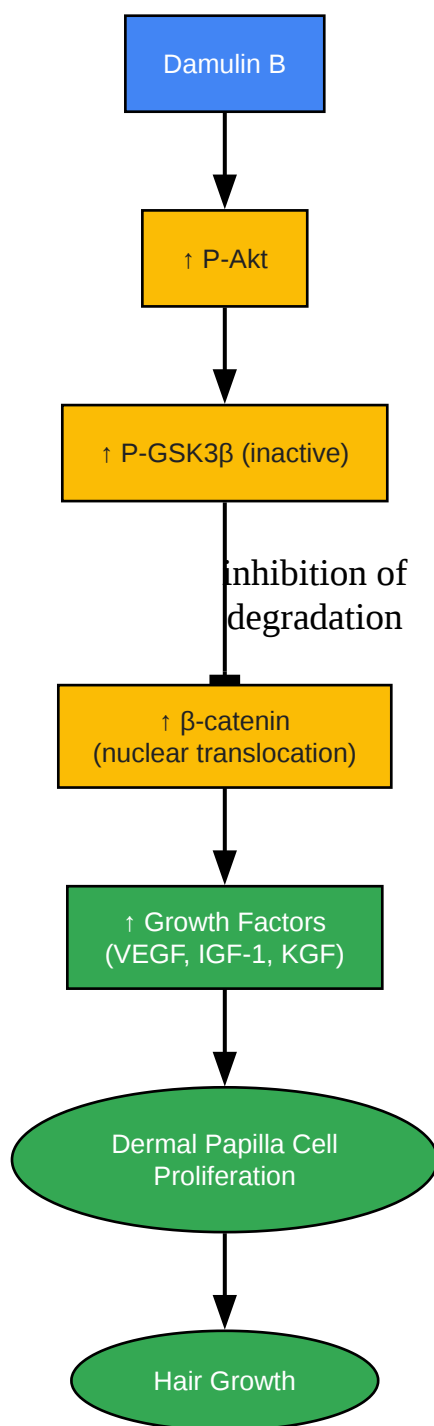 Damulin B
↑ P-Akt
↑ P-GSK3β (inactive)
inhibition of
degradation
↑ β-catenin
(nuclear translocation)
↑ Growth Factors
(VEGF, IGF-1, KGF)
Dermal Papilla Cell
Proliferation
Hair Growth